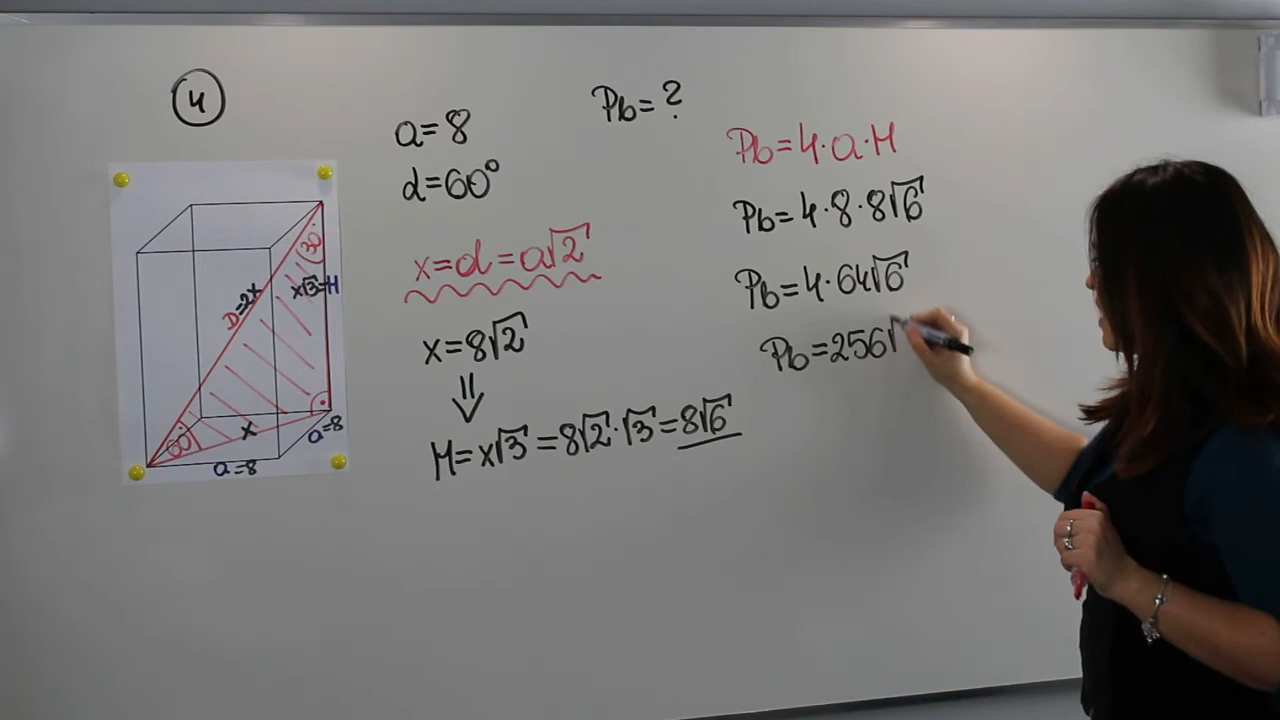 4
a=8
d=60°
Pb=?
x=d=a√2
x=8√2
⇓
H=x√3=8√2·√3=8√6
Pb=4·a·H
Pb=4·8·8√6
Pb=4·64√6
Pb=256√
30°
x√3=H
D=2x
60°
x
a=8
a=8